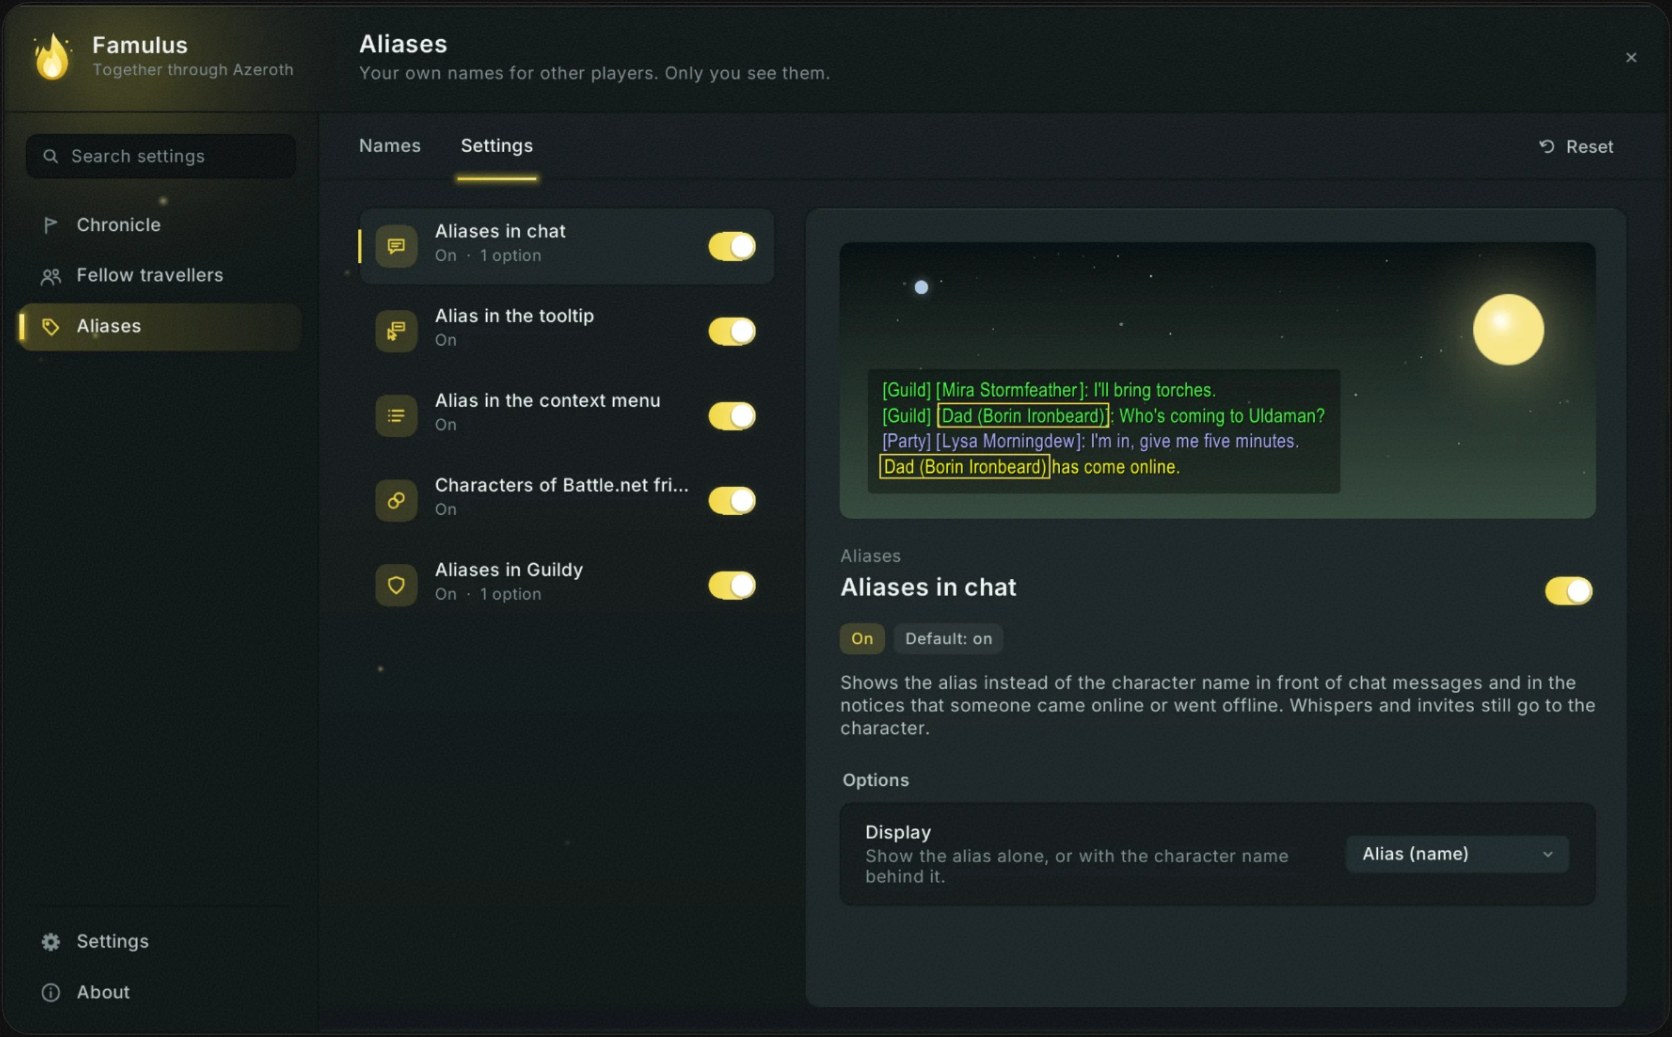 Famulus
Together through Azeroth
Aliases
Your own names for other players. Only you see them.
Search settings
Chronicle
Fellow travellers
Aliases
Settings
About
Names
Settings
Reset
Aliases in chat
On · 1 option
Alias in the tooltip
On
Alias in the context menu
On
Characters of Battle.net fri...
On
Aliases in Guildy
On · 1 option
[Guild] [Mira Stormfeather]: I'll bring torches.
[Guild] [Dad (Borin Ironbeard)]: Who's coming to Uldaman?
[Party] [Lysa Morningdew]: I'm in, give me five minutes.
Dad (Borin Ironbeard) has come online.
Aliases
Aliases in chat
On
Default: on
Shows the alias instead of the character name in front of chat messages and in the
notices that someone came online or went offline. Whispers and invites still go to the
character.
Options
Display
Show the alias alone, or with the character name
behind it.
Alias (name)